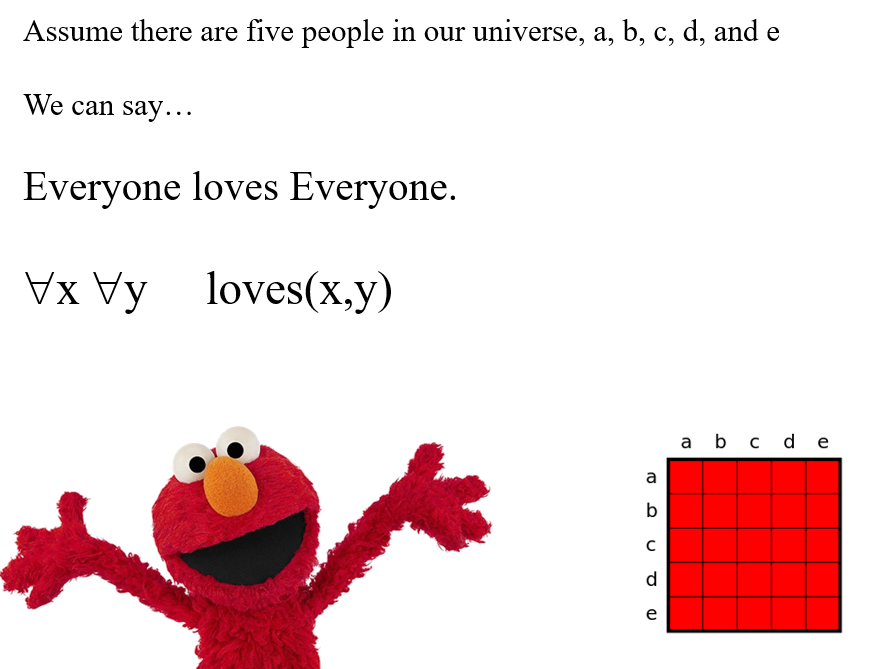 Assume there are five people in our universe, a, b, c, d, and e
We can say…
Everyone loves Everyone.
∀x ∀y loves(x,y)
a b c d e
a
b
c
d
e